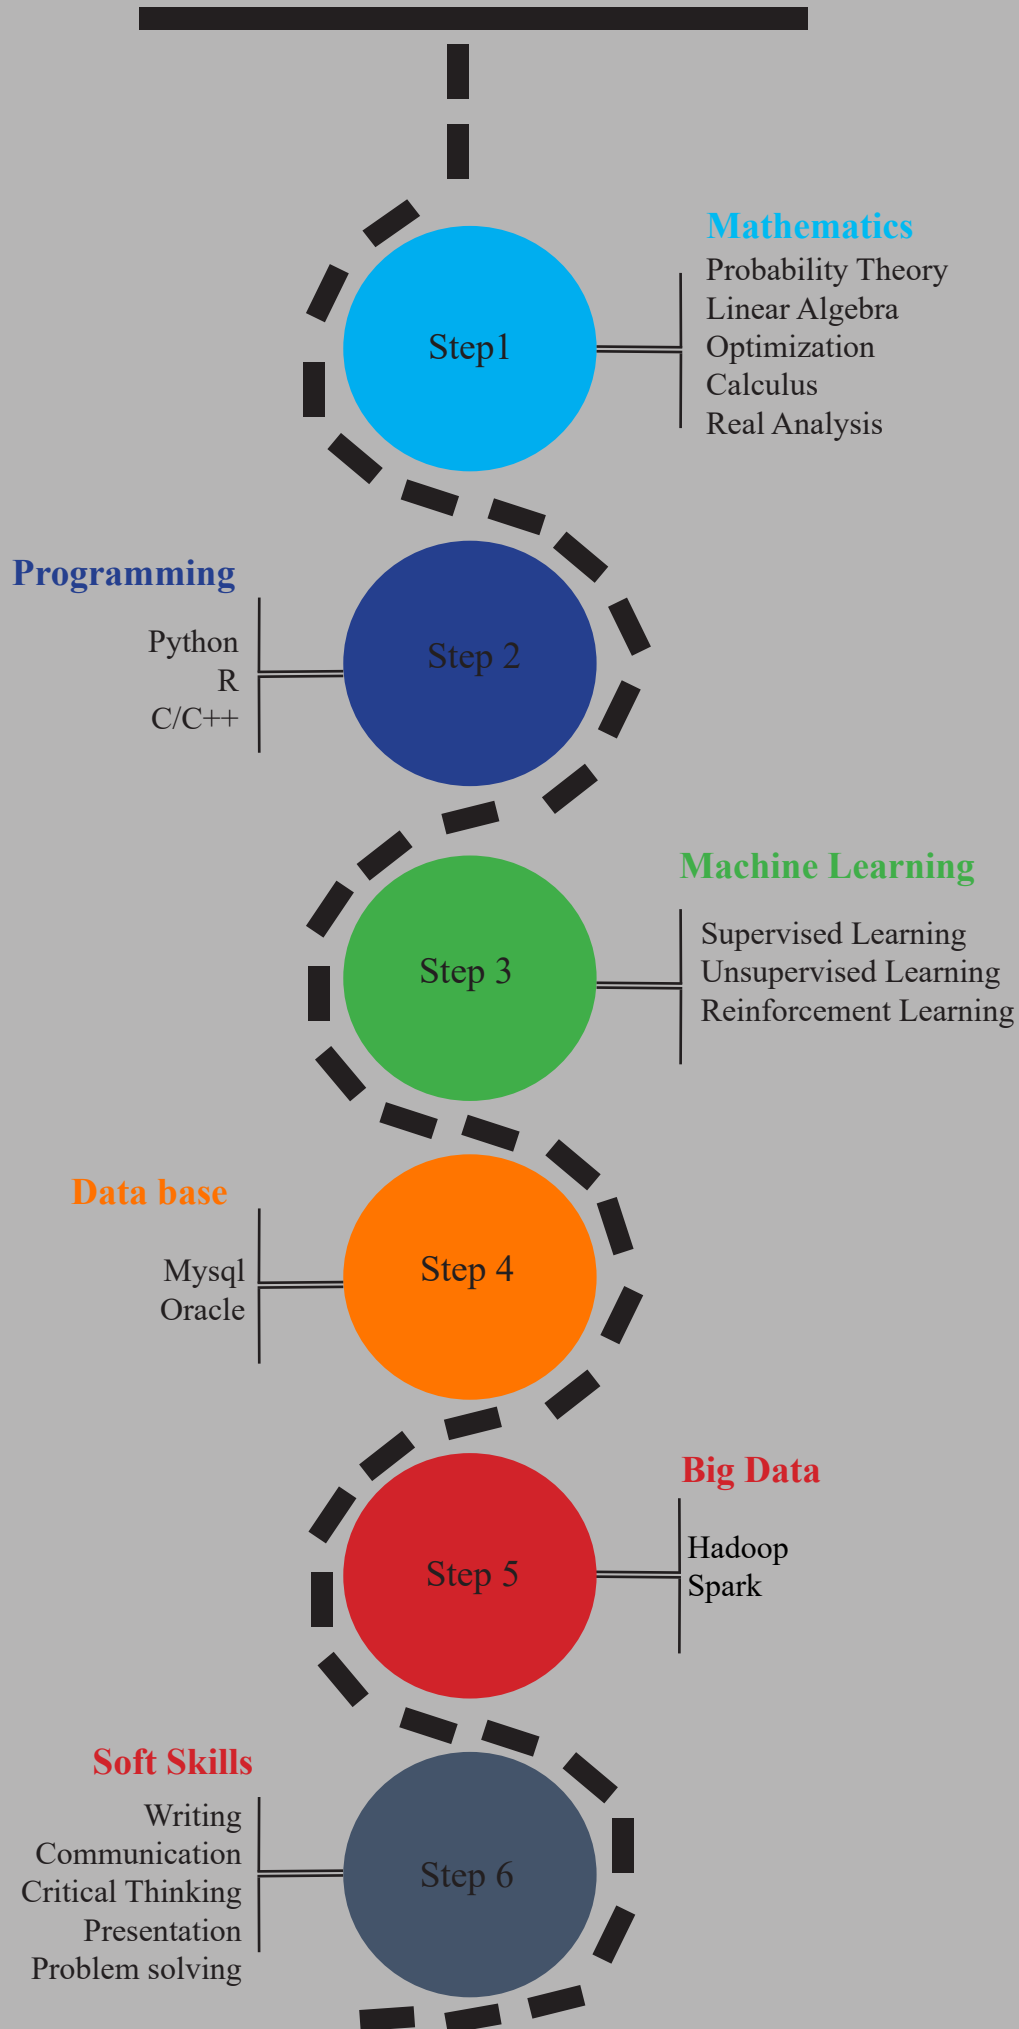 Mathematics
Probability Theory
Linear Algebra
Optimization
Calculus
Real Analysis
Step1
Programming
Python
R
C/C++
Step 2
Machine Learning
Supervised Learning
Unsupervised Learning
Reinforcement Learning
Step 3
Data base
Mysql
Oracle
Step 4
Big Data
Hadoop
Spark
Step 5
Soft Skills
Writing
Communication
Critical Thinking
Presentation
Problem solving
Step 6